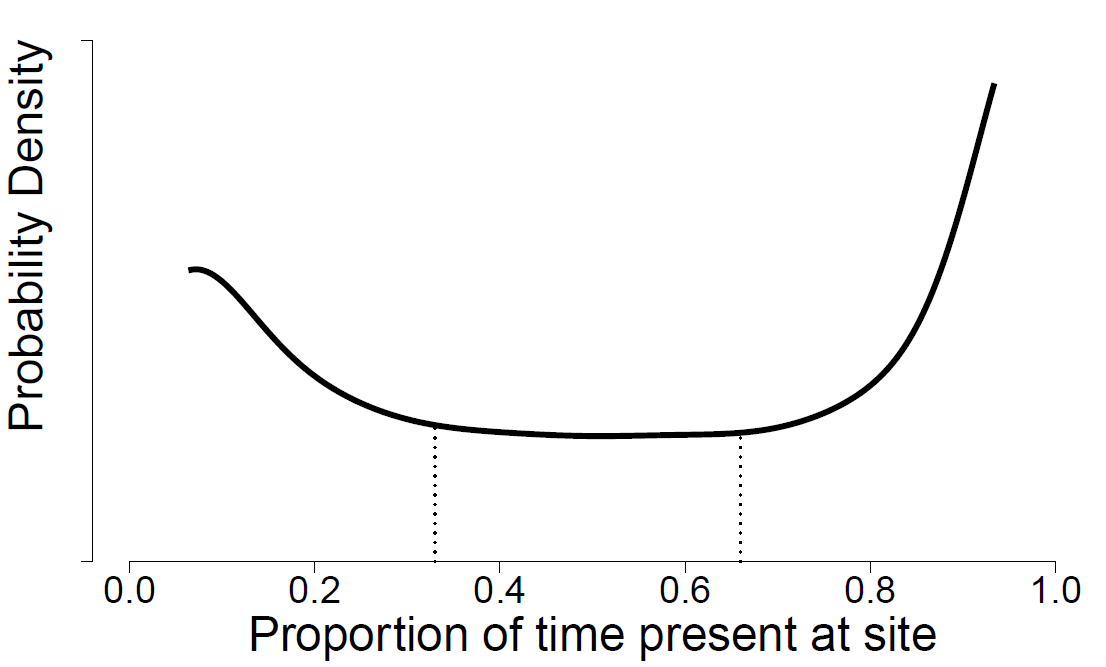 Probability Density
0.0 0.2 0.4 0.6 0.8 1.0
Proportion of time present at site